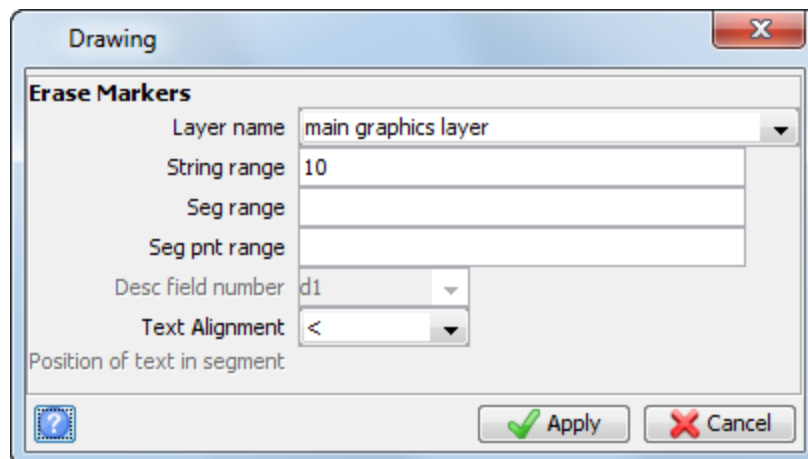 Drawing
Erase Markers
Layer name main graphics layer
String range 10
Seg range
Seg pnt range
Desc field number d1
Text Alignment <
Position of text in segment
? Apply Cancel